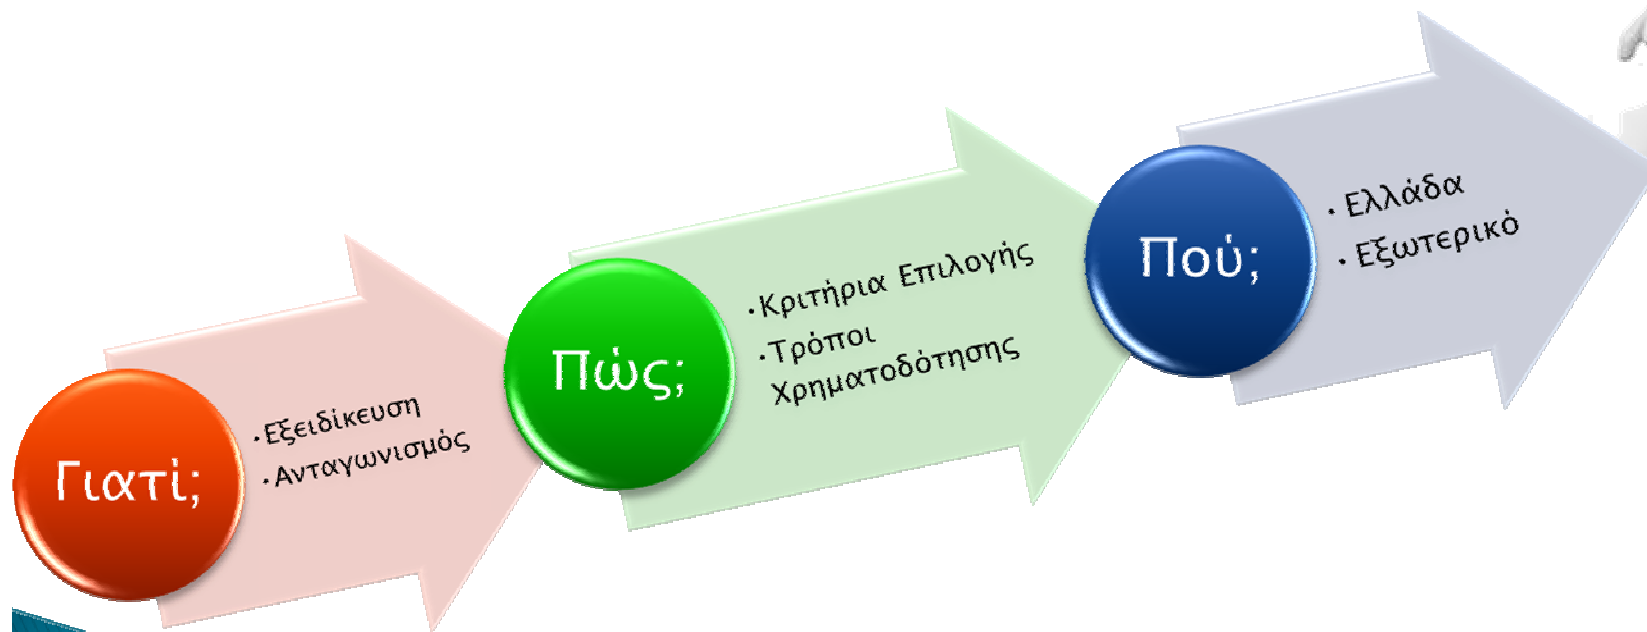 Γιατί;
·Εξειδίκευση
·Ανταγωνισμός
Πώς;
·Κριτήρια Επιλογής
·Τρόποι
Χρηματοδότησης
Πού;
· Ελλάδα
· Εξωτερικό